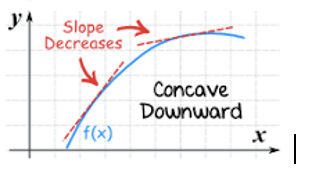 y
Slope
Decreases
Concave
Downward
f(x)
x